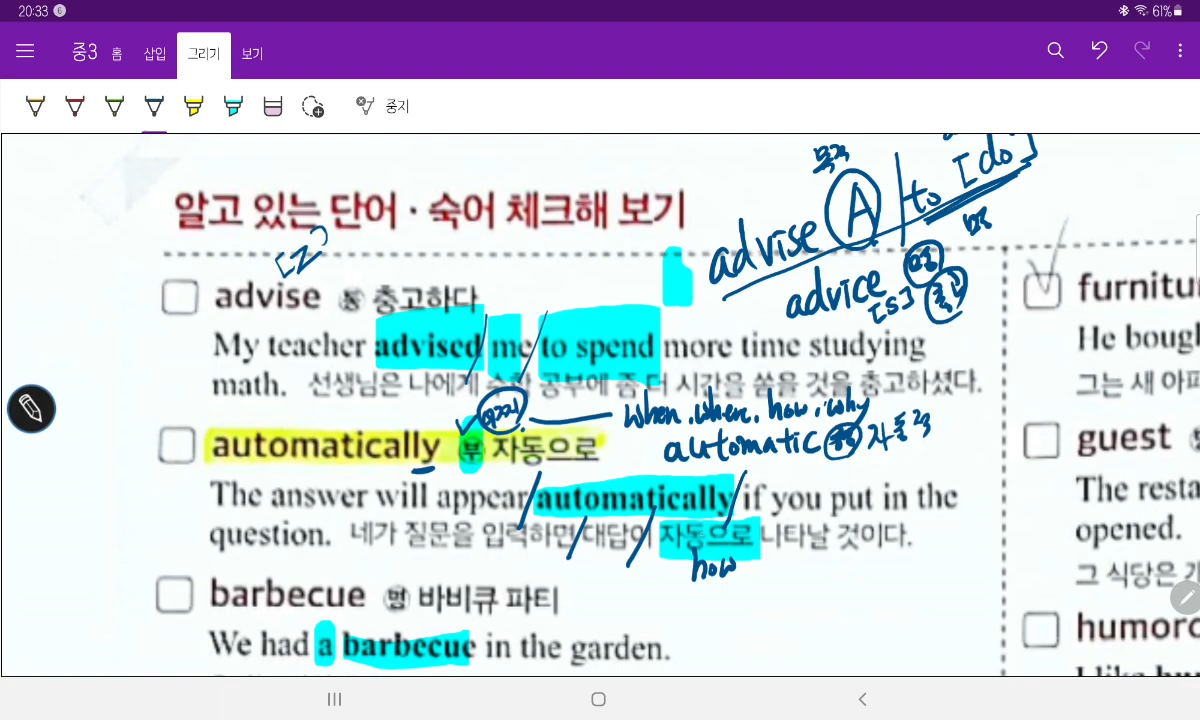 20:33 6 61%
중3 홈 삽입 그리기 보기
중지
목적
advise A / to [do]
알고 있는 단어 · 숙어 체크해 보기
[z]
advise 동 충고하다
advice 명
[s]
My teacher advised me to spend more time studying
math. 선생님은 나에게 수학 공부에 좀 더 시간을 쏟을 것을 충고하셨다.
when, where, how, why
automatically 부 자동으로
automatic 형 자동적
The answer will appear automatically if you put in the
question. 네가 질문을 입력하면 대답이 자동으로 나타날 것이다.
how
barbecue 명 바비큐 파티
We had a barbecue in the garden.
furnitu
He bough
그는 새 아파
guest
The resta
opened.
그 식당은
humoro